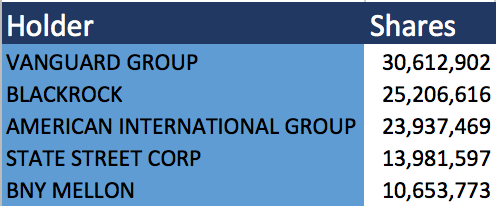 Holder Shares
VANGUARD GROUP 30,612,902
BLACKROCK 25,206,616
AMERICAN INTERNATIONAL GROUP 23,937,469
STATE STREET CORP 13,981,597
BNY MELLON 10,653,773